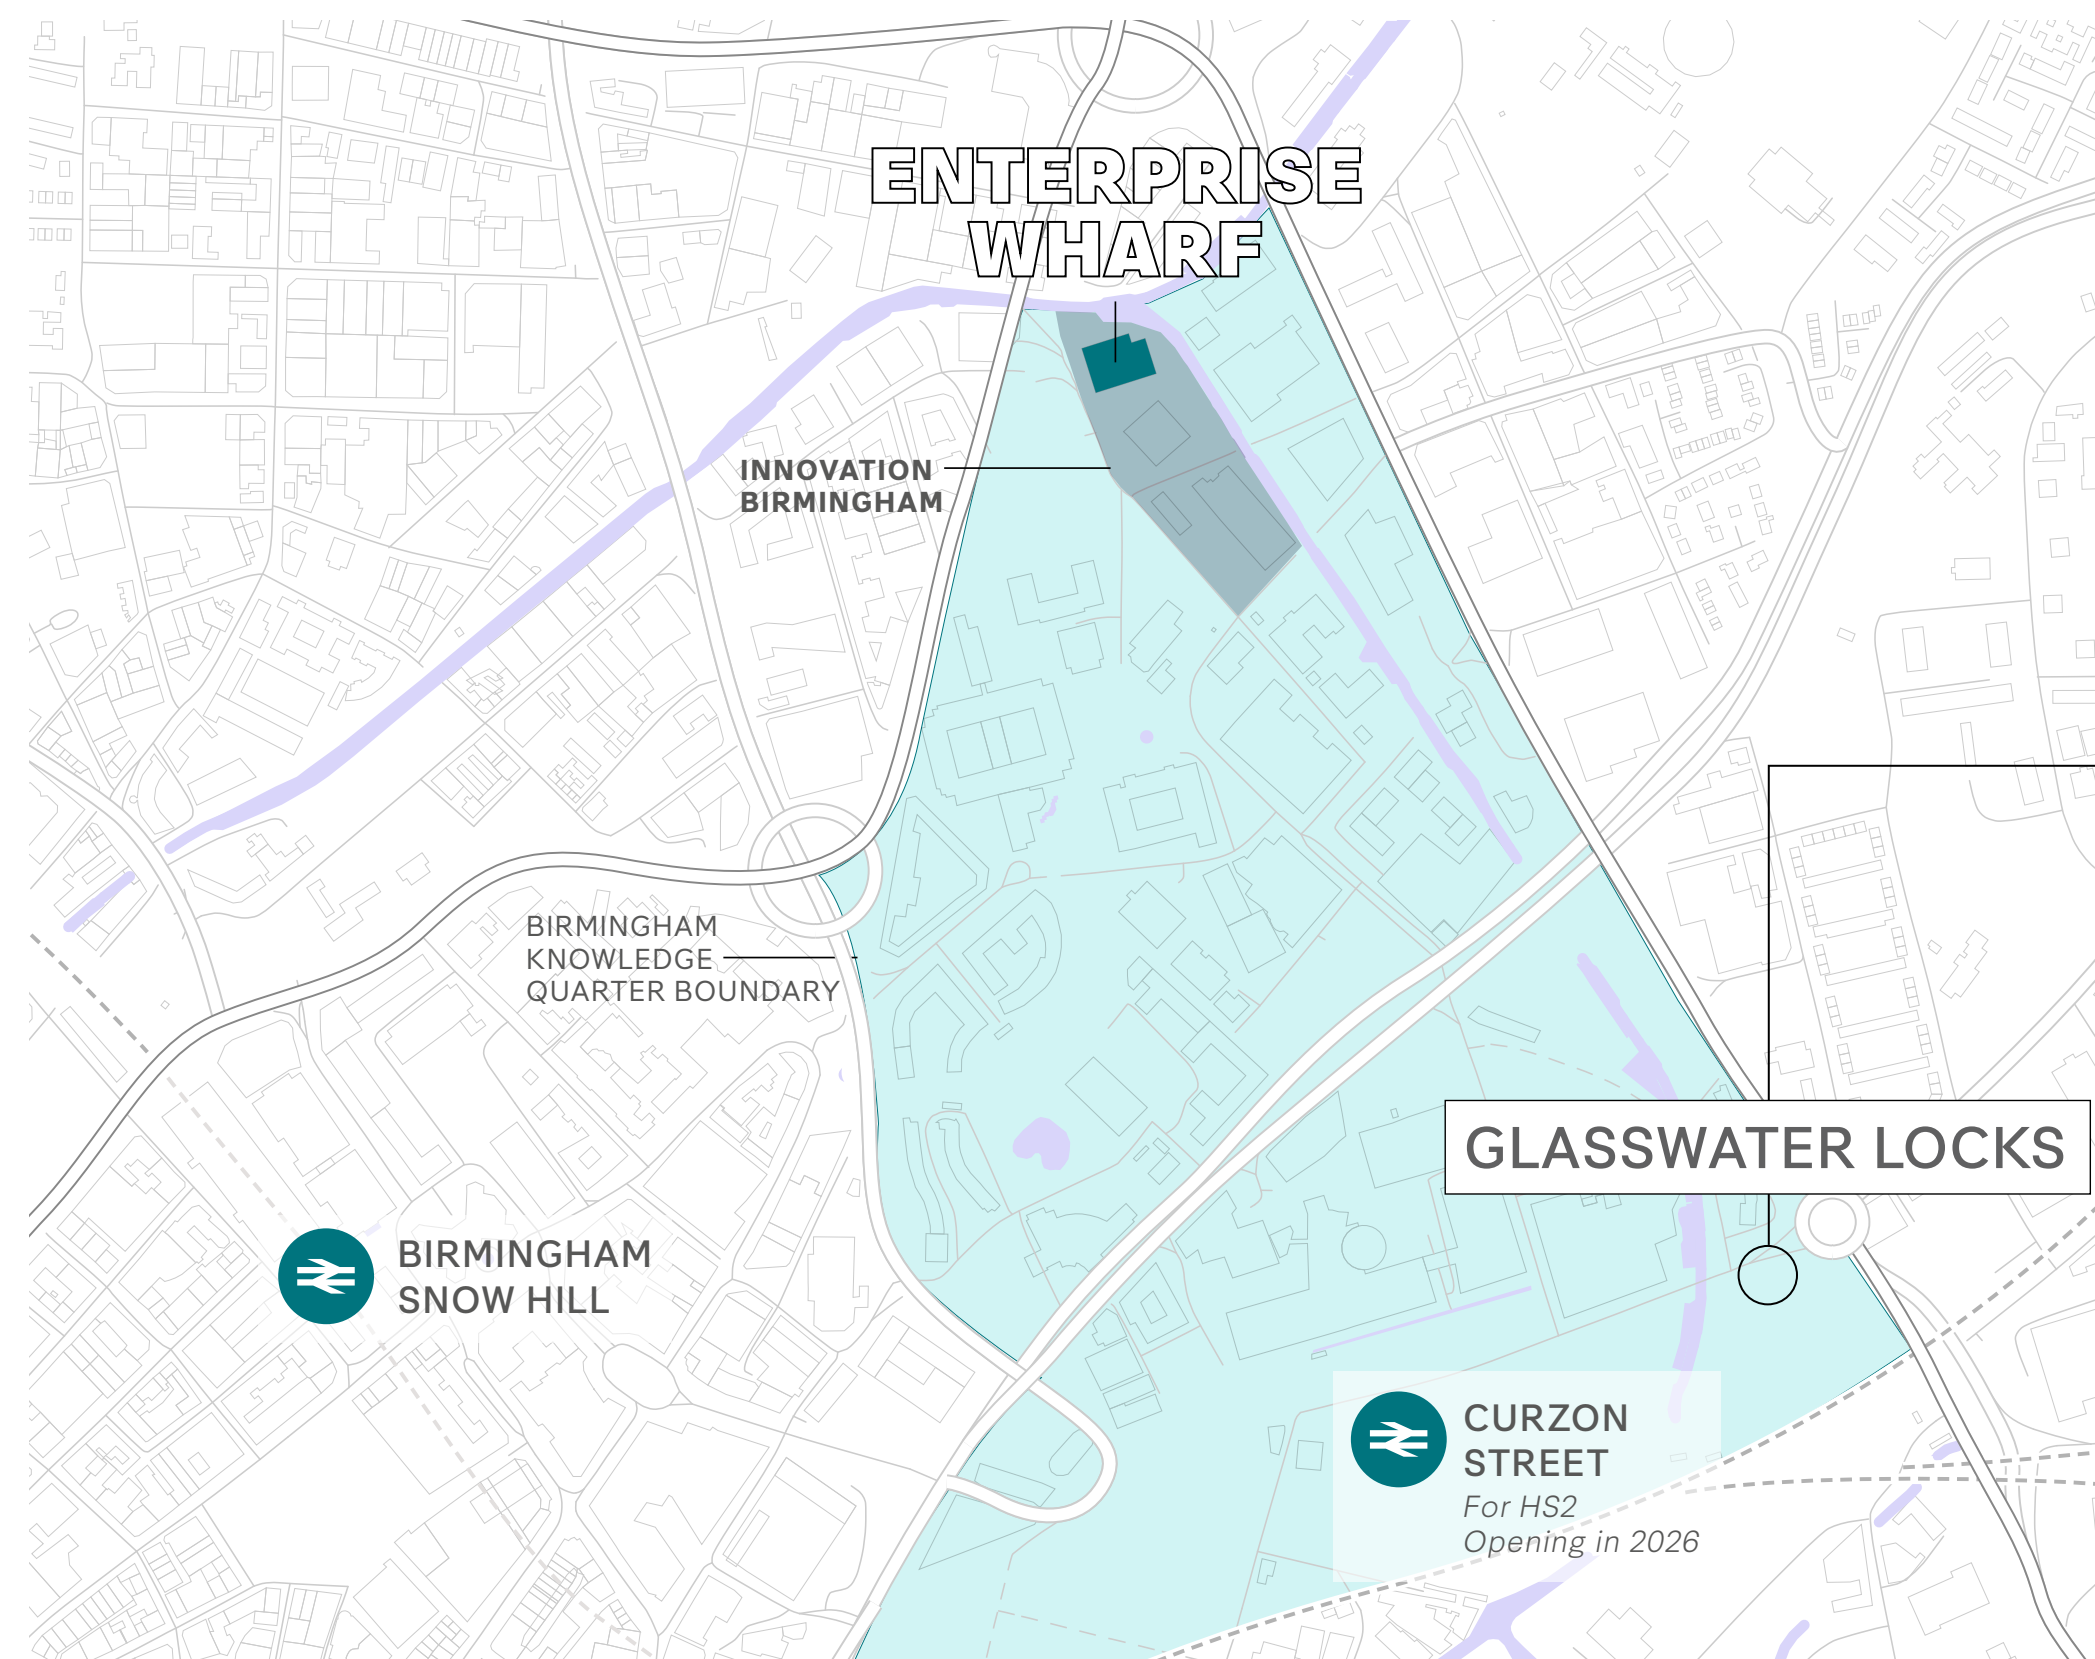 ENTERPRISE
WHARF
INNOVATION
BIRMINGHAM
BIRMINGHAM
KNOWLEDGE
QUARTER BOUNDARY
GLASSWATER LOCKS
BIRMINGHAM
SNOW HILL
CURZON
STREET
For HS2
Opening in 2026